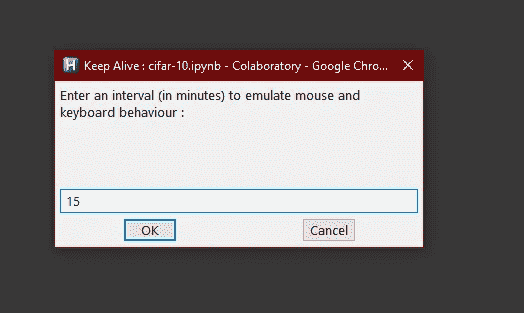 Keep Alive : cifar-10.ipynb - Colaboratory - Google Chro...
Enter an interval (in minutes) to emulate mouse and
keyboard behaviour :
15
OK Cancel